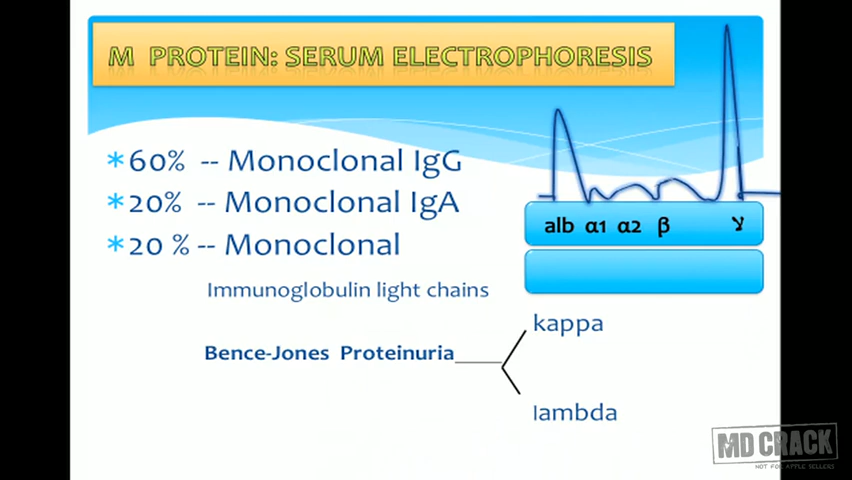 M PROTEIN: SERUM ELECTROPHORESIS
*60% -- Monoclonal IgG
*20% -- Monoclonal IgA
*20 % -- Monoclonal
Immunoglobulin light chains
Bence-Jones Proteinuria
kappa
lambda
alb α1 α2 β ४
MD CRACK
NOT FOR APPLE SELLERS